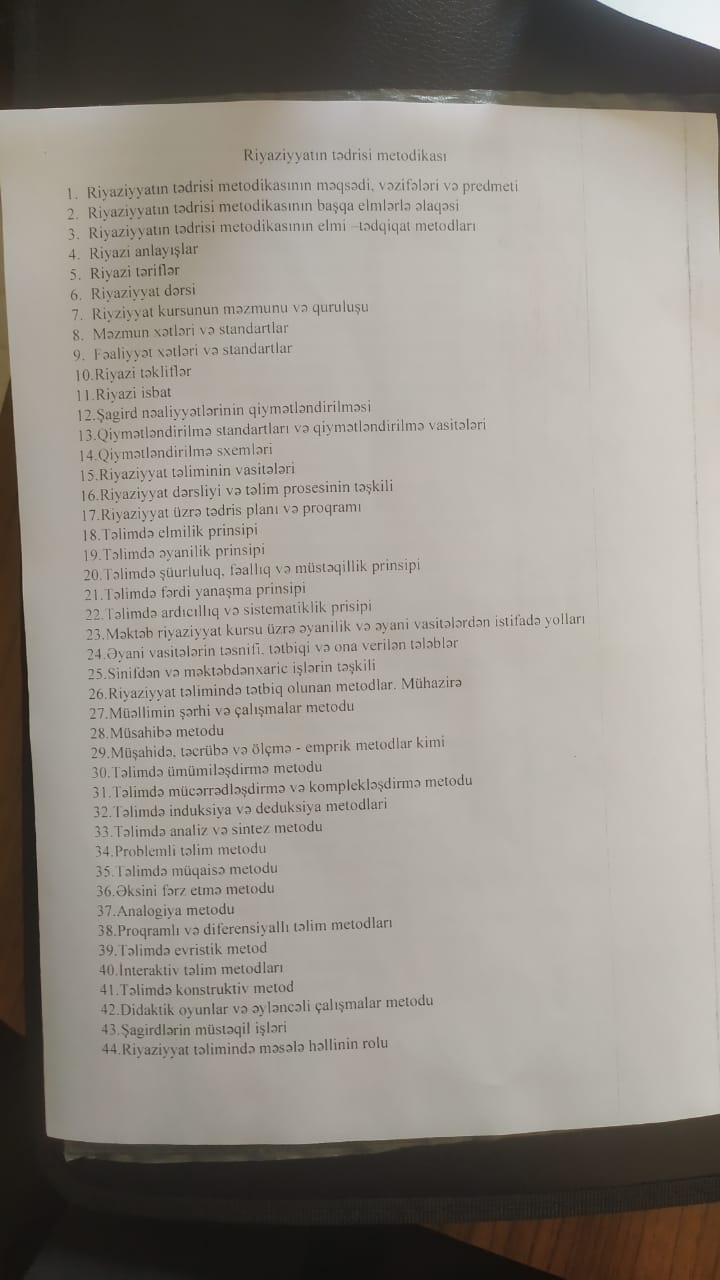 Riyaziyyatın tədrisi metodikası
1. Riyaziyyatın tədrisi metodikasının məqsədi, vəzifələri və predmeti
2. Riyaziyyatın tədrisi metodikasının başqa elmlərlə əlaqəsi
3. Riyaziyyatın tədrisi metodikasının elmi –tədqiqat metodları
4. Riyazi anlayışlar
5. Riyazi təriflər
6. Riyaziyyat dərsi
7. Riyziyyat kursunun məzmunu və quruluşu
8. Məzmun xətləri və standartlar
9. Fəaliyyət xətləri və standartlar
10.Riyazi təkliflər
11.Riyazi isbat
12.Şagird nəaliyyətlərinin qiymətləndirilməsi
13.Qiymətləndirilmə standartları və qiymətləndirilmə vasitələri
14.Qiymətləndirilmə sxemləri
15.Riyaziyyat təliminin vasitələri
16.Riyaziyyat dərsliyi və təlim prosesinin təşkili
17.Riyaziyyat üzrə tədris planı və proqramı
18.Təlimdə elmilik prinsipi
19.Təlimdə əyanilik prinsipi
20.Təlimdə şüurluluq, fəallıq və müstəqillik prinsipi
21.Təlimdə fərdi yanaşma prinsipi
22.Təlimdə ardıcıllıq və sistematiklik prisipi
23.Məktəb riyaziyyat kursu üzrə əyanilik və əyani vasitələrdən istifadə yolları
24.Əyani vasitələrin təsnifi, tətbiqi və ona verilən tələblər
25.Sinifdən və məktəbdənxaric işlərin təşkili
26.Riyaziyyat təlimində tətbiq olunan metodlar. Mühazirə
27.Müəllimin şərhi və çalışmalar metodu
28.Müsahibə metodu
29.Müşahidə, təcrübə və ölçmə - emprik metodlar kimi
30.Təlimdə ümümiləşdirmə metodu
31.Təlimdə mücərrədləşdirmə və komplekləşdirmə metodu
32.Təlimdə induksiya və deduksiya metodlari
33.Təlimdə analiz və sintez metodu
34.Problemli təlim metodu
35.Təlimdə müqaisə metodu
36.Əksini fərz etmə metodu
37.Analogiya metodu
38.Proqramlı və diferensiyallı təlim metodları
39.Təlimdə evristik metod
40.İnteraktiv təlim metodları
41.Təlimdə konstruktiv metod
42.Didaktik oyunlar və əyləncəli çalışmalar metodu
43.Şagirdlərin müstəqil işləri
44.Riyaziyyat təlimində məsələ həllinin rolu